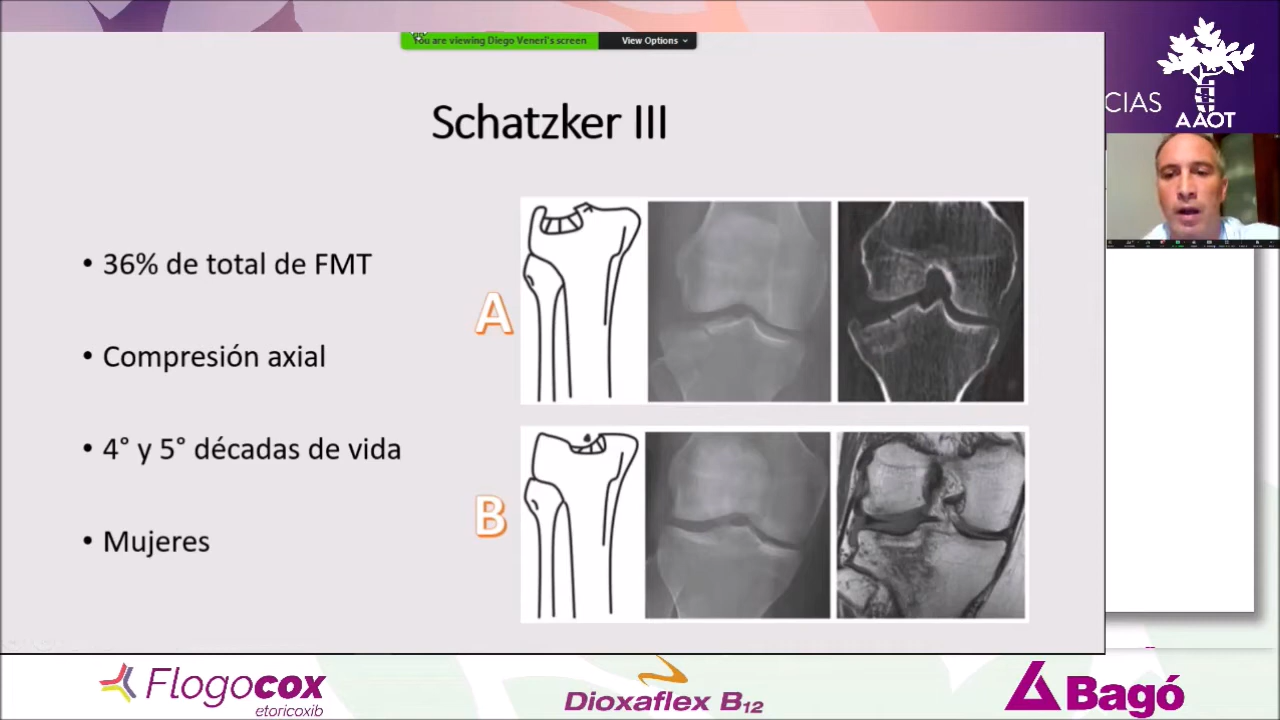 You are viewing Diego Veneri's screen
View Options
CIAS
AAOT
Schatzker III
• 36% de total de FMT
• Compresión axial
• 4° y 5° décadas de vida
• Mujeres
A
B
Flogocox
etoricoxib
Dioxaflex B12
Bagó